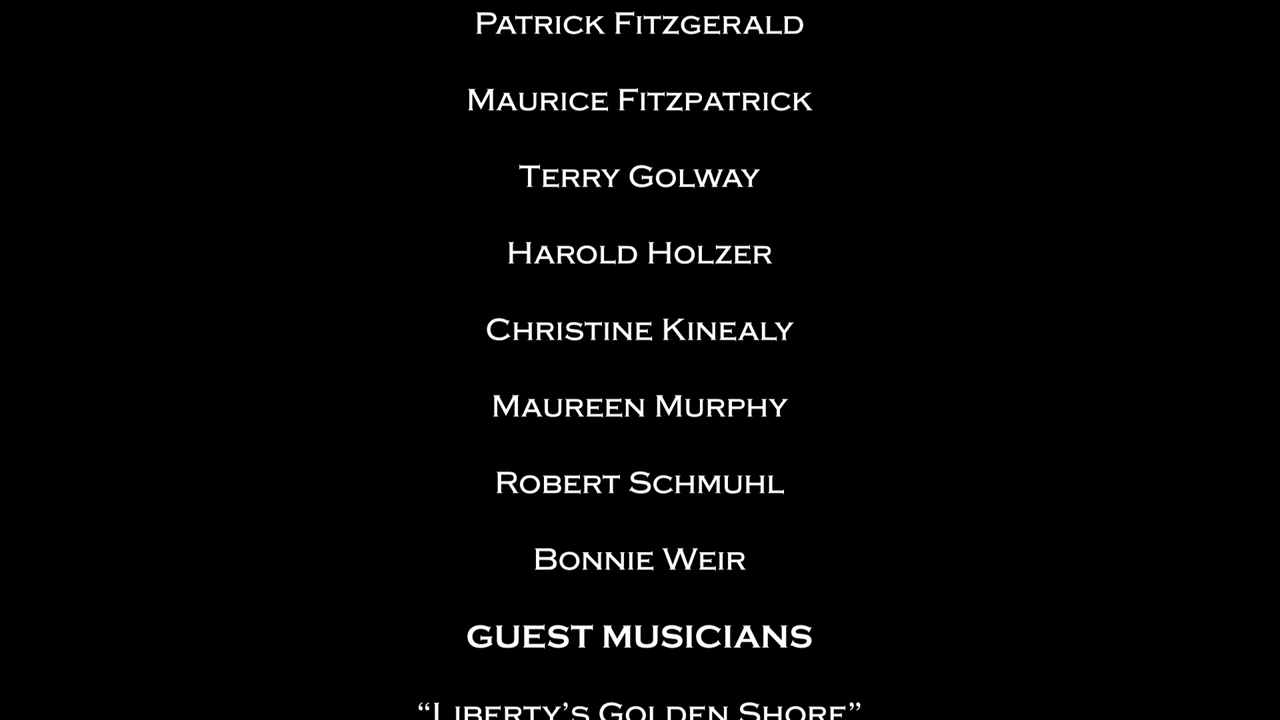 Patrick Fitzgerald
Maurice Fitzpatrick
Terry Golway
Harold Holzer
Christine Kinealy
Maureen Murphy
Robert Schmuhl
Bonnie Weir
GUEST MUSICIANS
“Liberty’s Golden Shore”